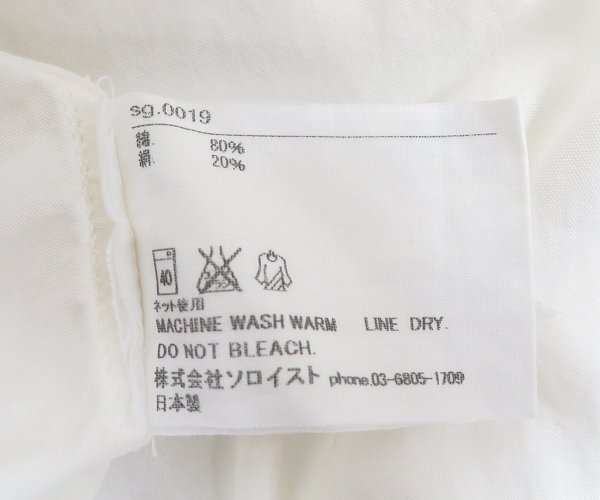 sg.0019
綿. 80%
絹. 20%
40
ネット使用
MACHINE WASH WARM LINE DRY.
DO NOT BLEACH.
株式会社ソロイスト phone.03-6805-1709
日本製